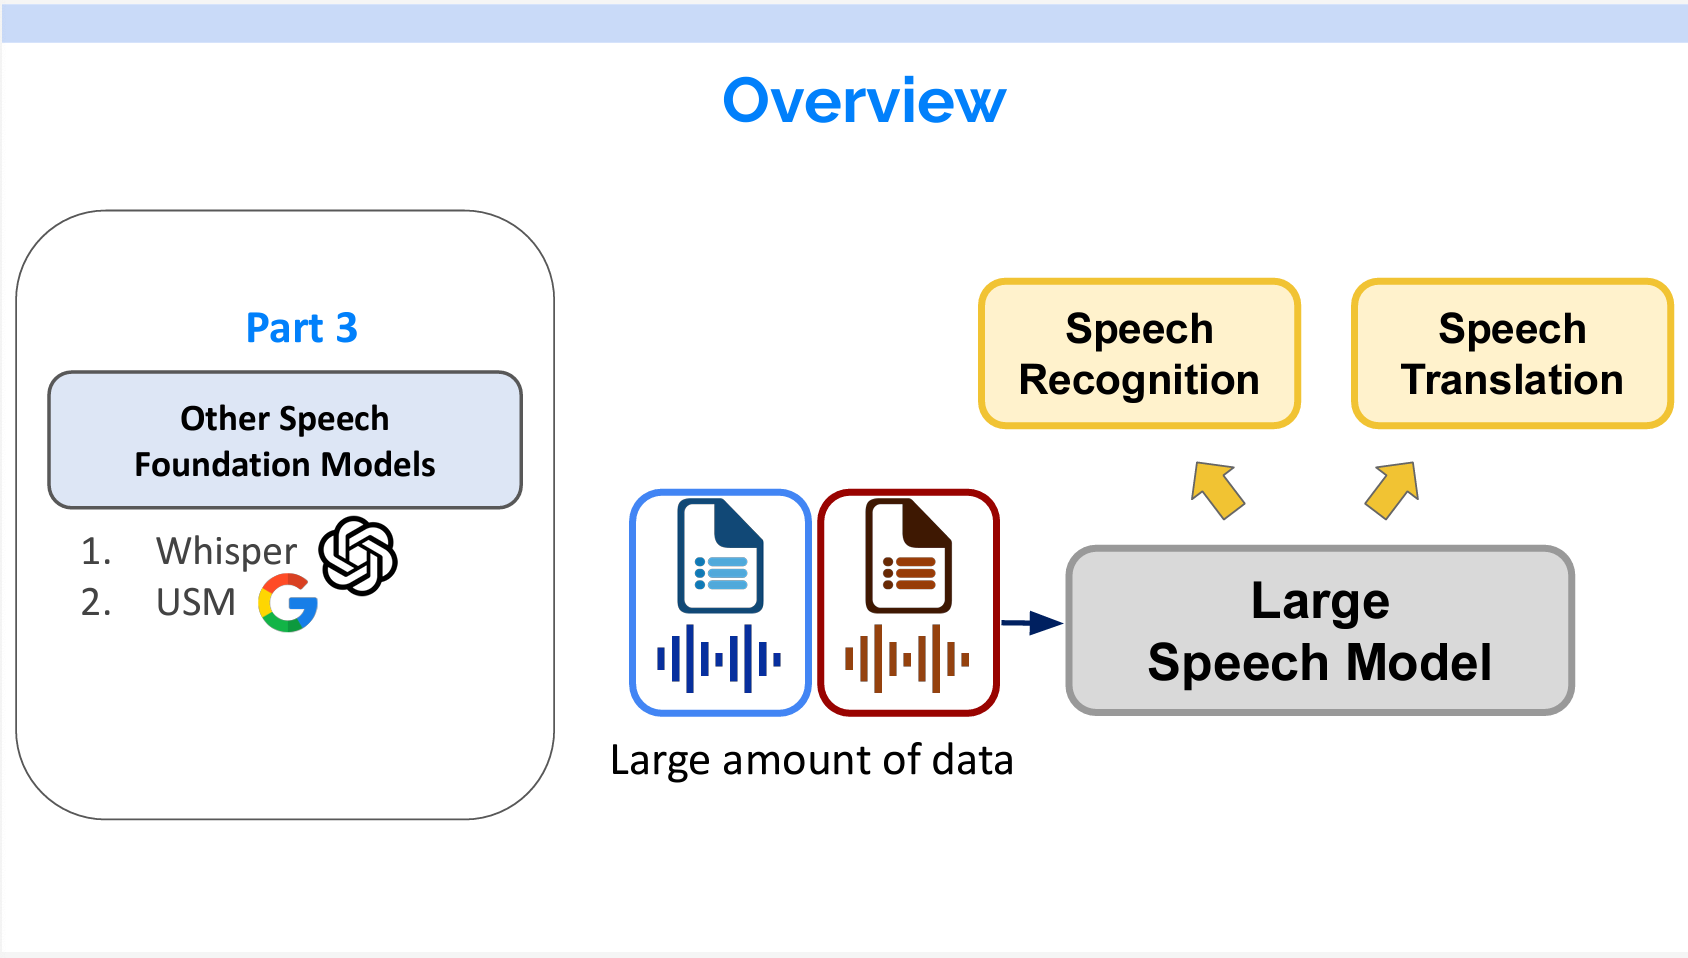 Overview
Part 3
Other Speech
Foundation Models
1. Whisper
2. USM
Speech
Recognition
Speech
Translation
Large
Speech Model
Large amount of data